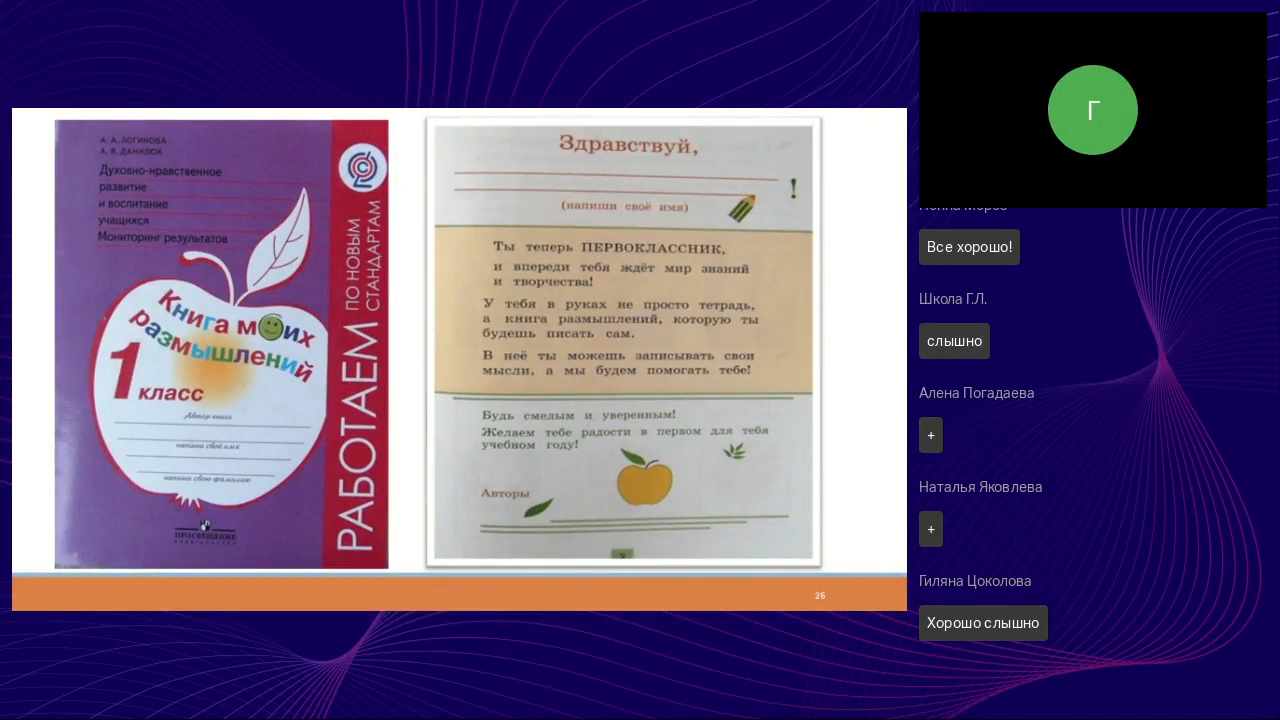 А. А. ЛОГИНОВА
А. Я. ДАНИЛЮК
Духовно-нравственное
развитие
и воспитание
учащихся
Мониторинг результатов
Книга моих
размышлений
1 класс
Автор книги
напиши своё имя
напиши свою фамилию
ПРОСВЕЩЕНИЕ
ИЗДАТЕЛЬСТВО
РАБОТАЕМ ПО НОВЫМ
СТАНДАРТАМ
Здравствуй,
!
(напиши своё имя)
Ты теперь ПЕРВОКЛАССНИК,
и впереди тебя ждёт мир знаний
и творчества!
У тебя в руках не просто тетрадь,
а книга размышлений, которую ты
будешь писать сам.
В неё ты можешь записывать свои
мысли, а мы будем помогать тебе!
Будь смелым и уверенным!
Желаем тебе радости в первом для тебя
учебном году!
Авторы
3
26
Г
Все хорошо!
Школа Г.Л.
слышно
Алена Погадаева
+
Наталья Яковлева
+
Гиляна Цоколова
Хорошо слышно